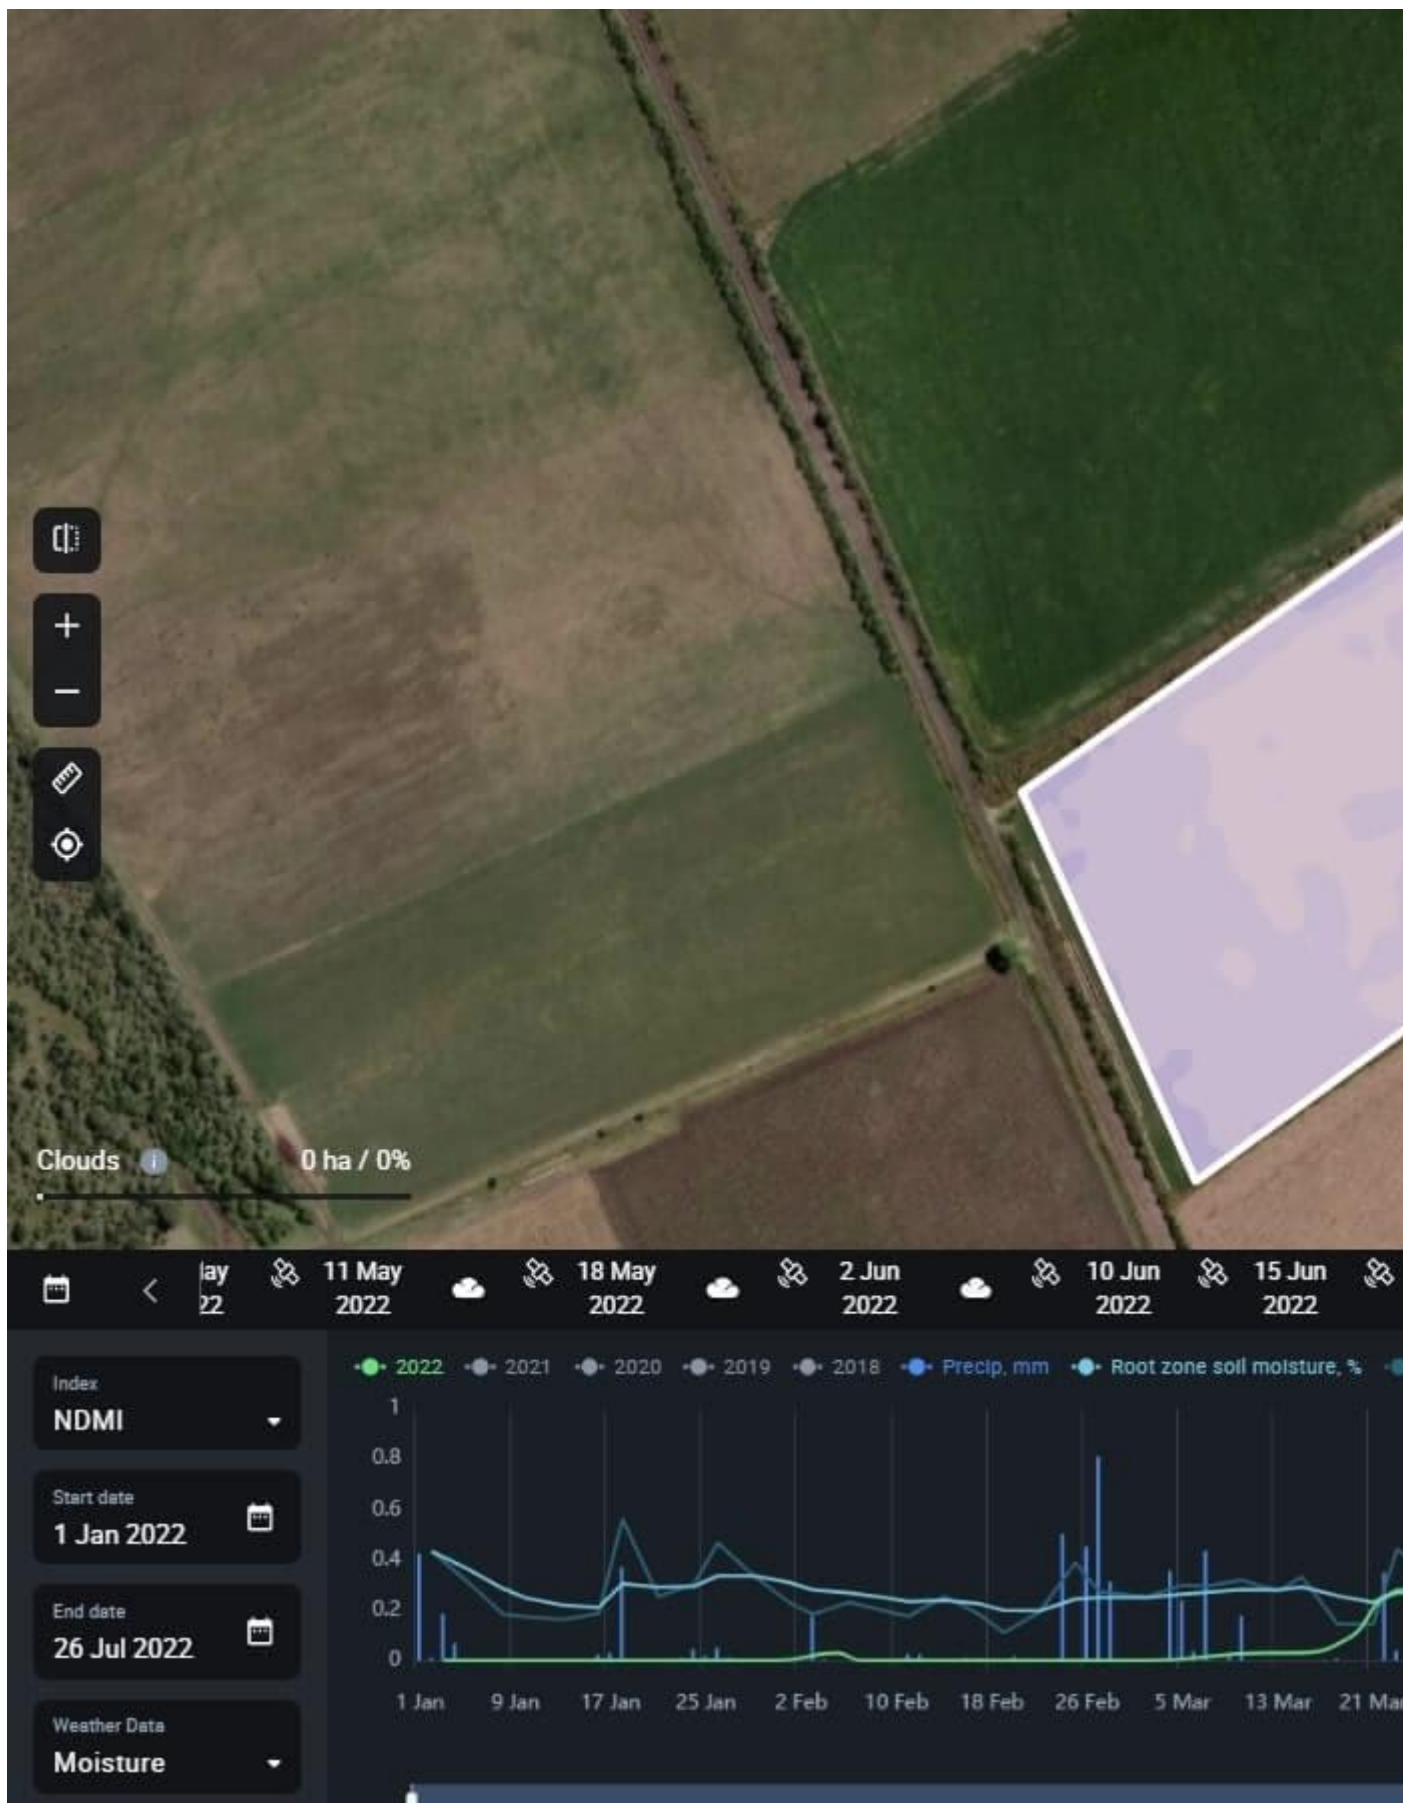 Clouds i 0 ha / 0%
11 May 18 May 2 Jun 10 Jun 15 Jun
22 2022 2022 2022 2022 2022
Index
NDMI
Start date
1 Jan 2022
End date
26 Jul 2022
Weather Data
Moisture
2022 2021 2020 2019 2018 Precip, mm Root zone soil moisture, %
1
0.8
0.6
0.4
0.2
0
1 Jan 9 Jan 17 Jan 25 Jan 2 Feb 10 Feb 18 Feb 26 Feb 5 Mar 13 Mar 21 Mar